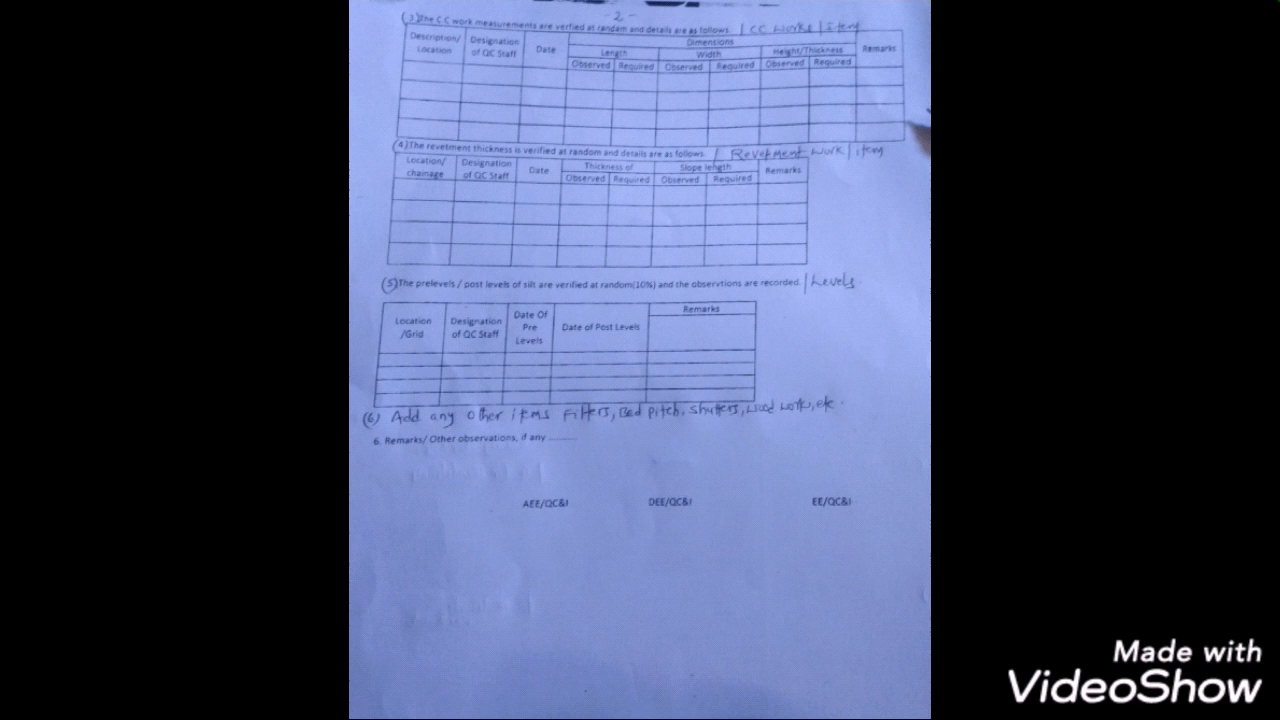 - 2 -
(3)The C C work measurements are verfied at randam and details are as follows. / CC works / item
Description/ Location Designation of QC Staff Date Dimensions Remarks
Length Width Height/Thickness
Observed Required Observed Required Observed Required
(4)The revetment thickness is verified at random and details are as follows. / Revetment work / item
Location/ chainage Designation of QC Staff Date Thickness of Slope length Remarks
Observed Required Observed Required
(5)The prelevels / post levels of silt are verified at random(10%) and the observtions are recorded. / Levels
Location /Grid Designation of QC Staff Date Of Pre Levels Date of Post Levels Remarks
(6) Add any other items Filters, Bed pitch, shutters, wood work, etc.
6. Remarks/ Other observations, if any ..........
AEE/QC&I DEE/QC&I EE/QC&I
Made with
VideoShow